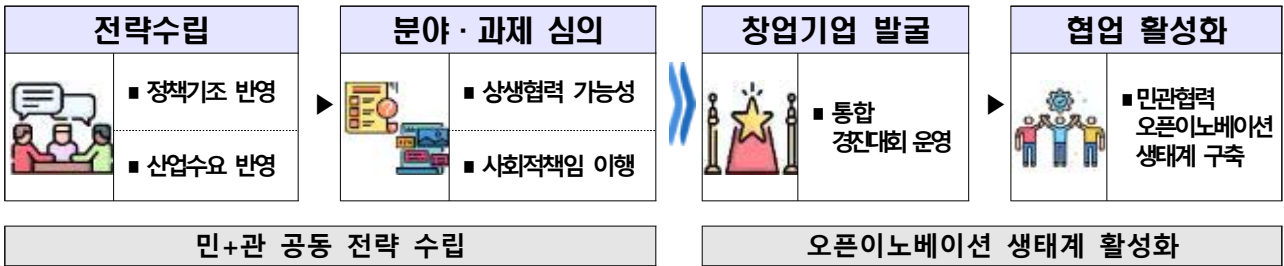 전략수립
■ 정책기조 반영
■ 산업수요 반영
▶
분야·과제 심의
■ 상생협력 가능성
■ 사회적책임 이행
창업기업 발굴
■ 통합
경진대회 운영
▶
협업 활성화
■ 민관협력
오픈이노베이션
생태계 구축
민+관 공동 전략 수립
오픈이노베이션 생태계 활성화